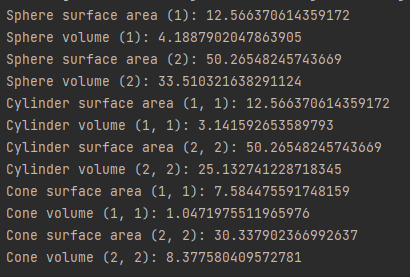 Sphere surface area (1): 12.566370614359172
Sphere volume (1): 4.1887902047863905
Sphere surface area (2): 50.26548245743669
Sphere volume (2): 33.510321638291124
Cylinder surface area (1, 1): 12.566370614359172
Cylinder volume (1, 1): 3.141592653589793
Cylinder surface area (2, 2): 50.26548245743669
Cylinder volume (2, 2): 25.132741228718345
Cone surface area (1, 1): 7.584475591748159
Cone volume (1, 1): 1.0471975511965976
Cone surface area (2, 2): 30.337902366992637
Cone volume (2, 2): 8.377580409572781